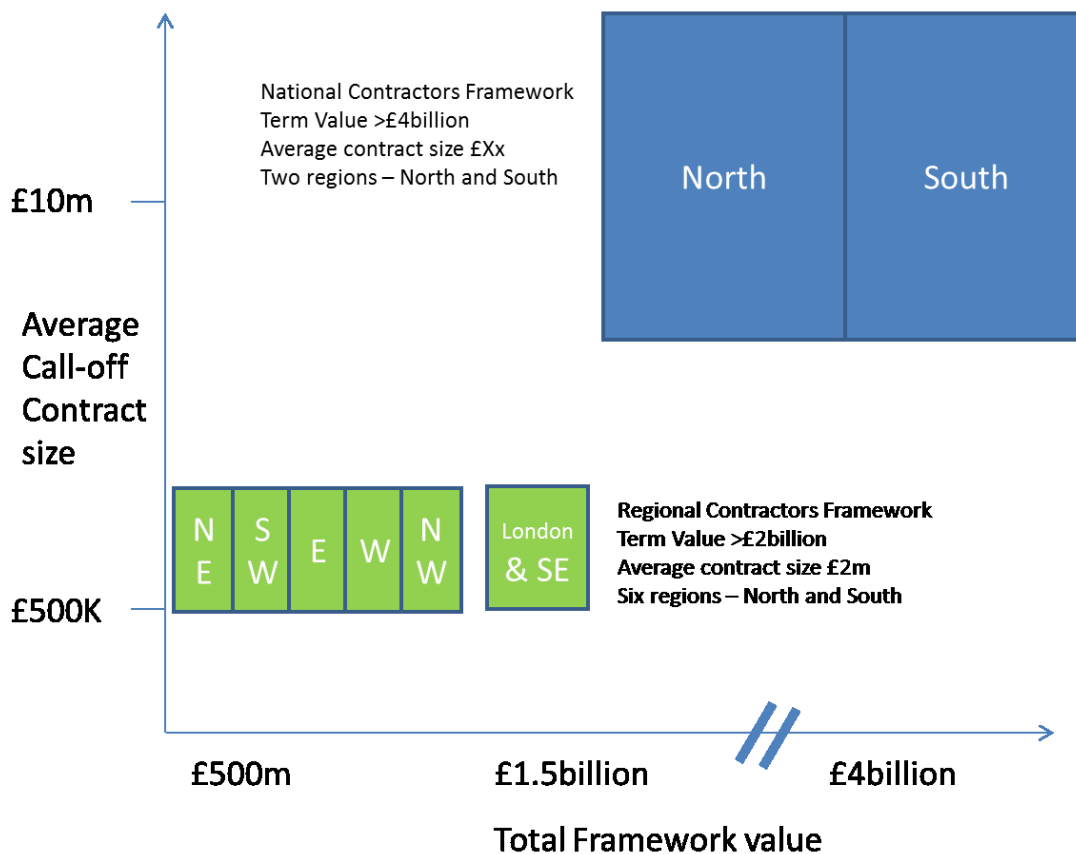 National Contractors Framework
Term Value >£4billion
Average contract size £Xx
Two regions – North and South
North
South
£10m
Average
Call-off
Contract
size
N
E
S
W
E
W
N
W
London
& SE
Regional Contractors Framework
Term Value >£2billion
Average contract size £2m
Six regions – North and South
£500K
£500m
£1.5billion
£4billion
Total Framework value